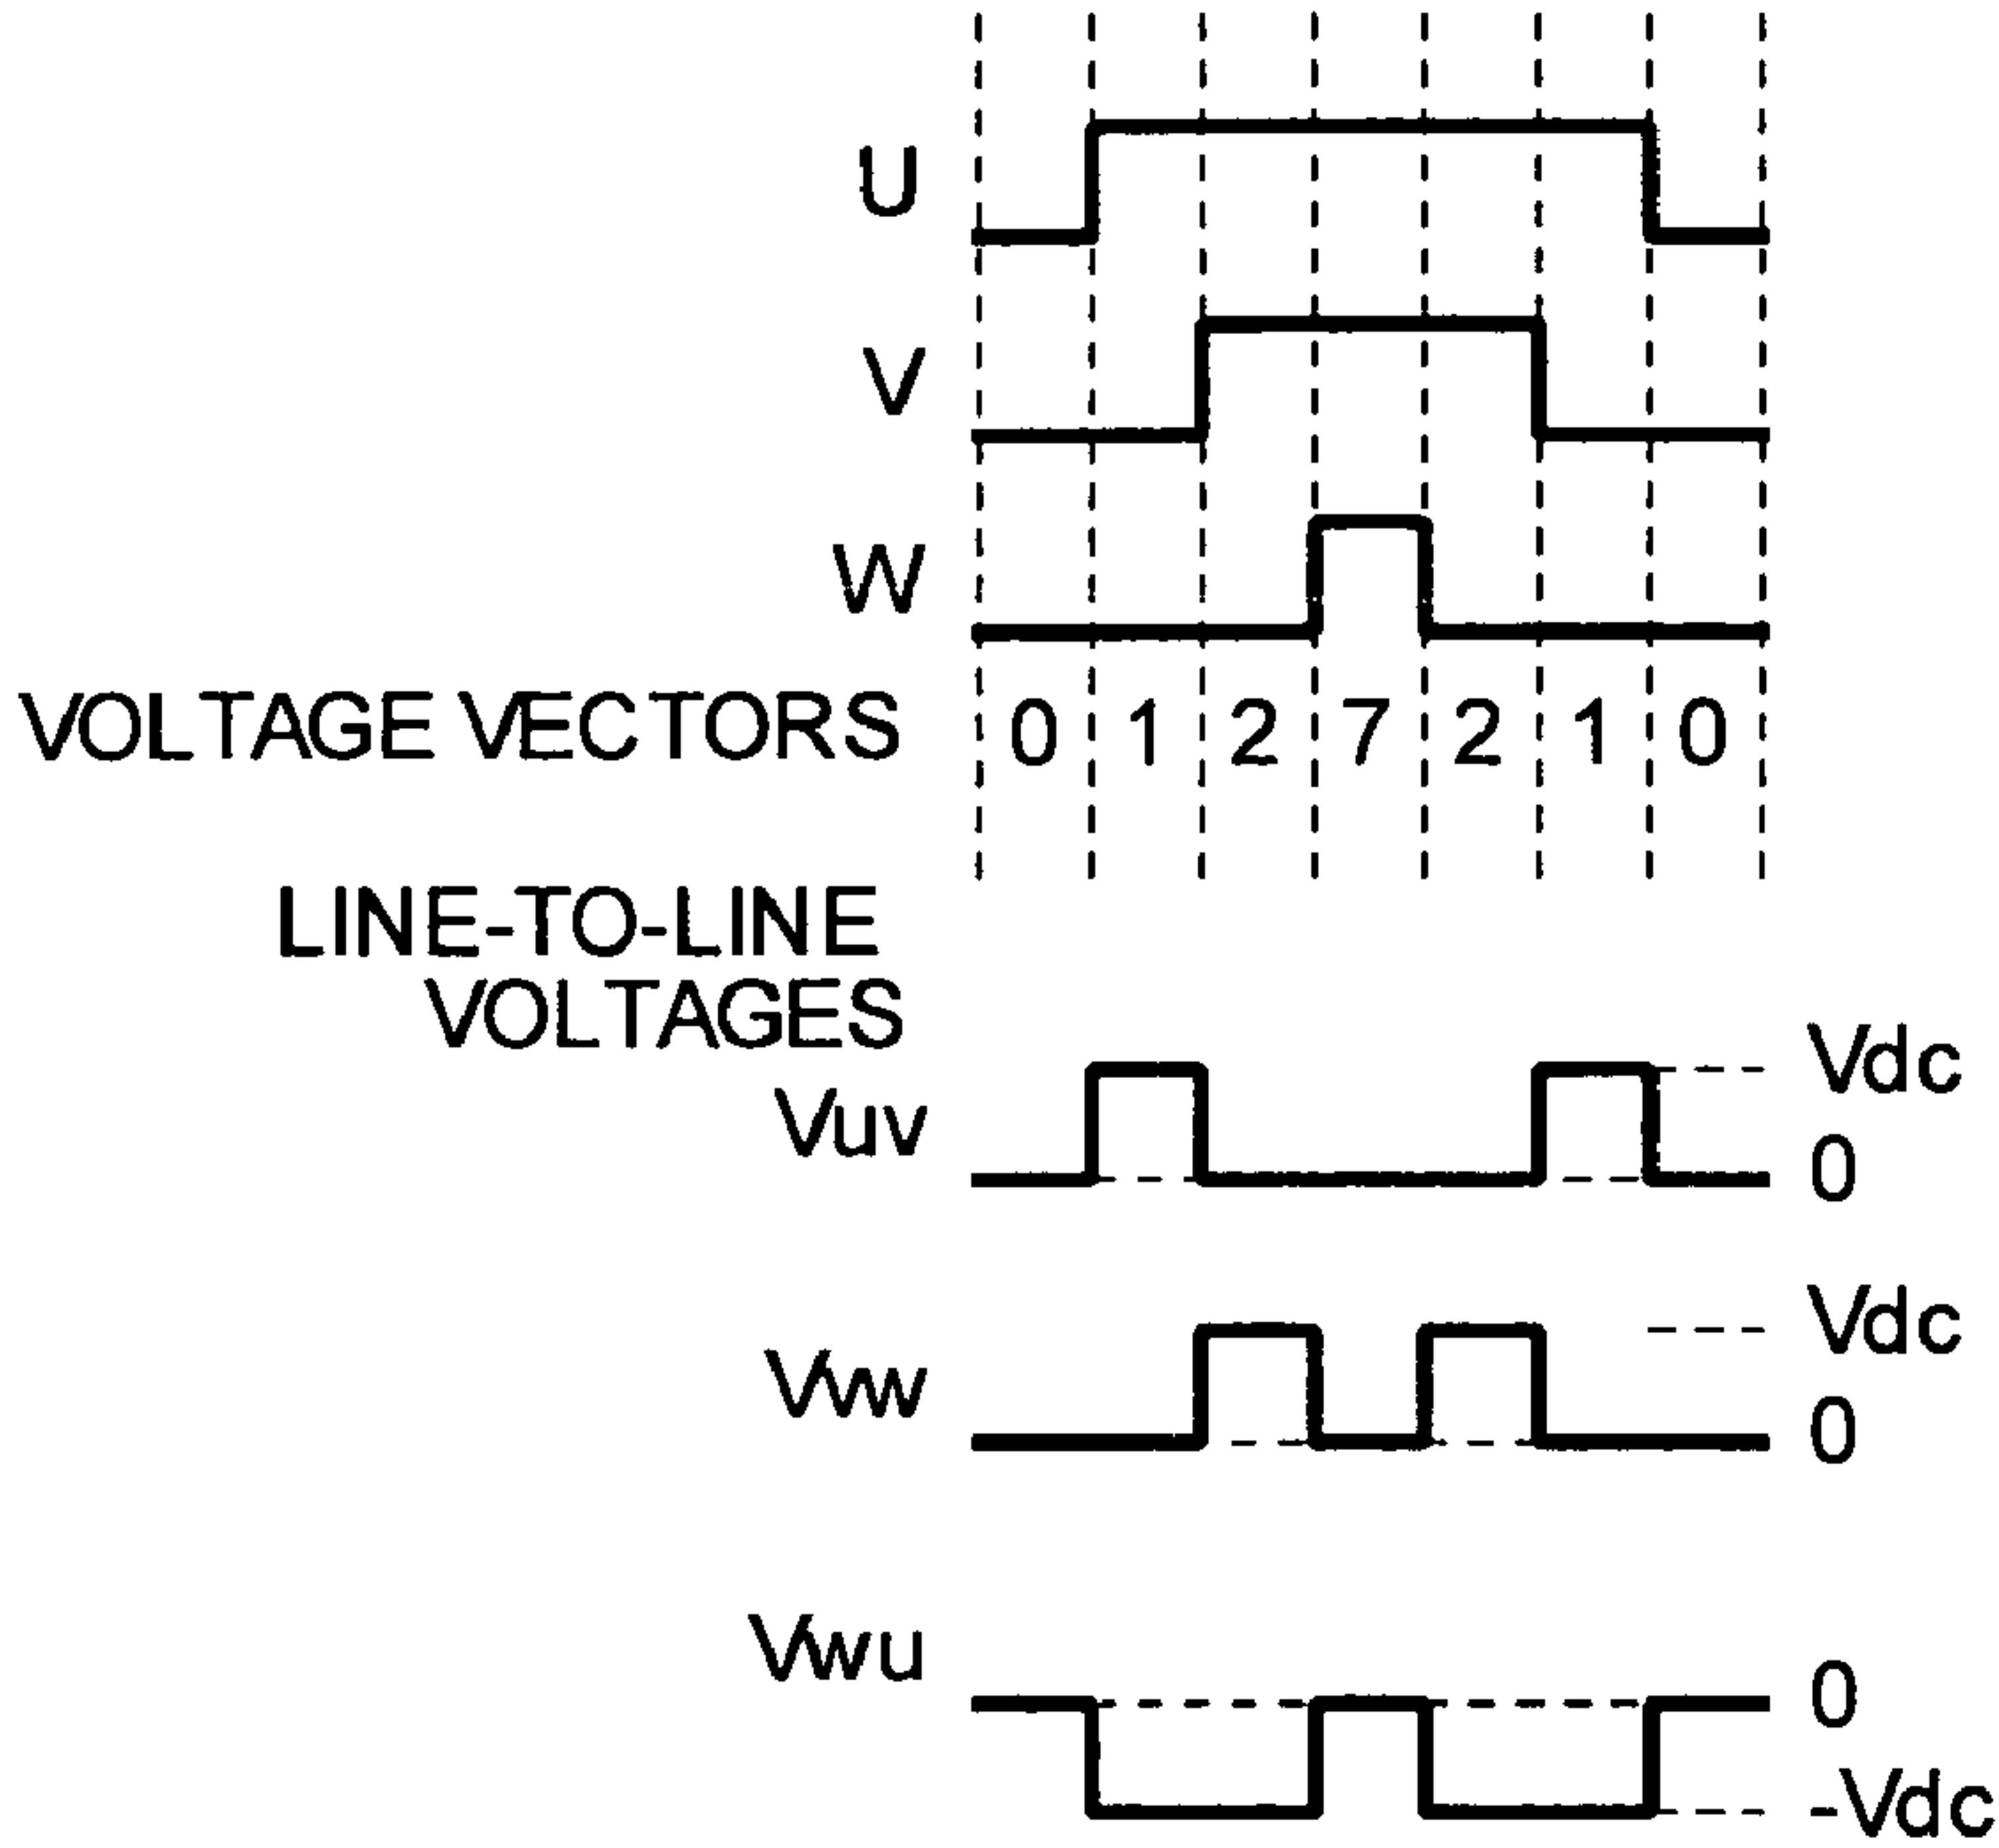 U
V
W
VOLTAGE VECTORS 0 1 2 7 2 1 0
LINE-TO-LINE
VOLTAGES
Vdc
Vuv
0
Vdc
Vvw
0
Vwu
0
-Vdc